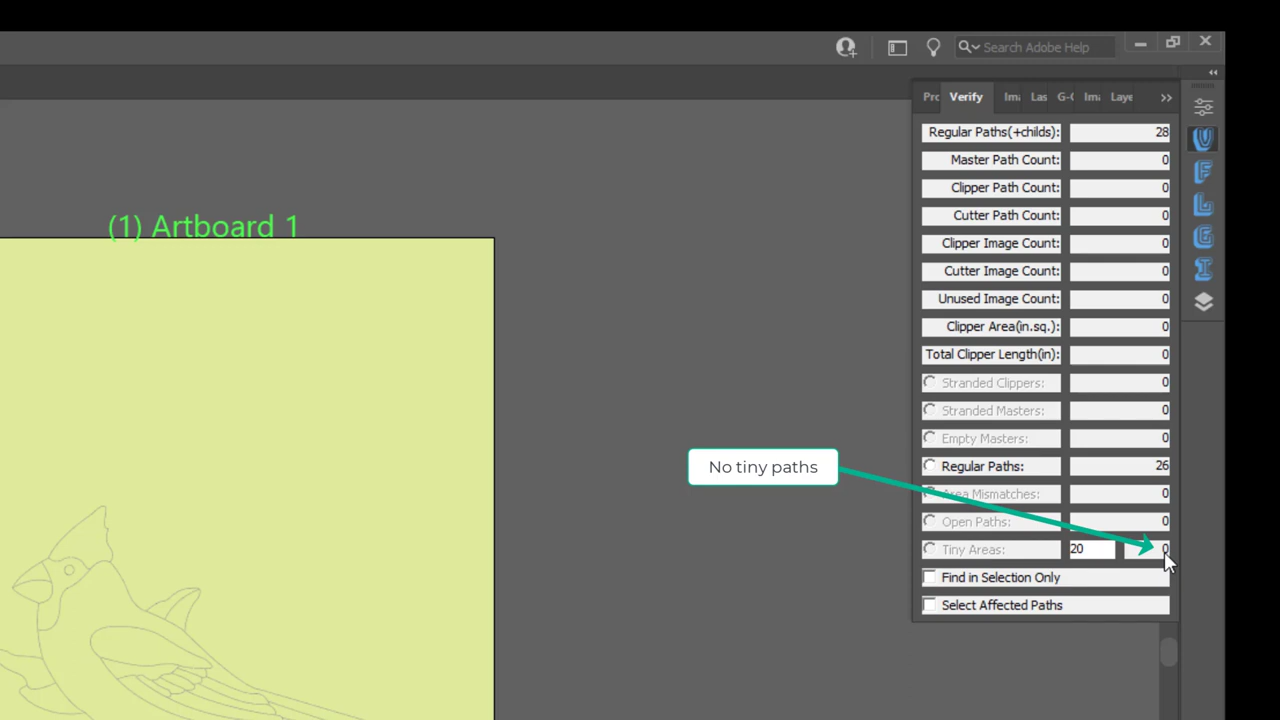 Search Adobe Help
Pro Verify Ima Las G-C Ima Laye
Regular Paths(+childs): 28
Master Path Count: 0
Clipper Path Count: 0
Cutter Path Count: 0
(1) Artboard 1
Clipper Image Count: 0
Cutter Image Count: 0
Unused Image Count: 0
Clipper Area(in.sq.): 0
Total Clipper Length(in): 0
Stranded Clippers: 0
Stranded Masters: 0
Empty Masters: 0
No tiny paths
Regular Paths: 26
Area Mismatches: 0
Open Paths: 0
Tiny Areas: 20 0
Find in Selection Only
Select Affected Paths